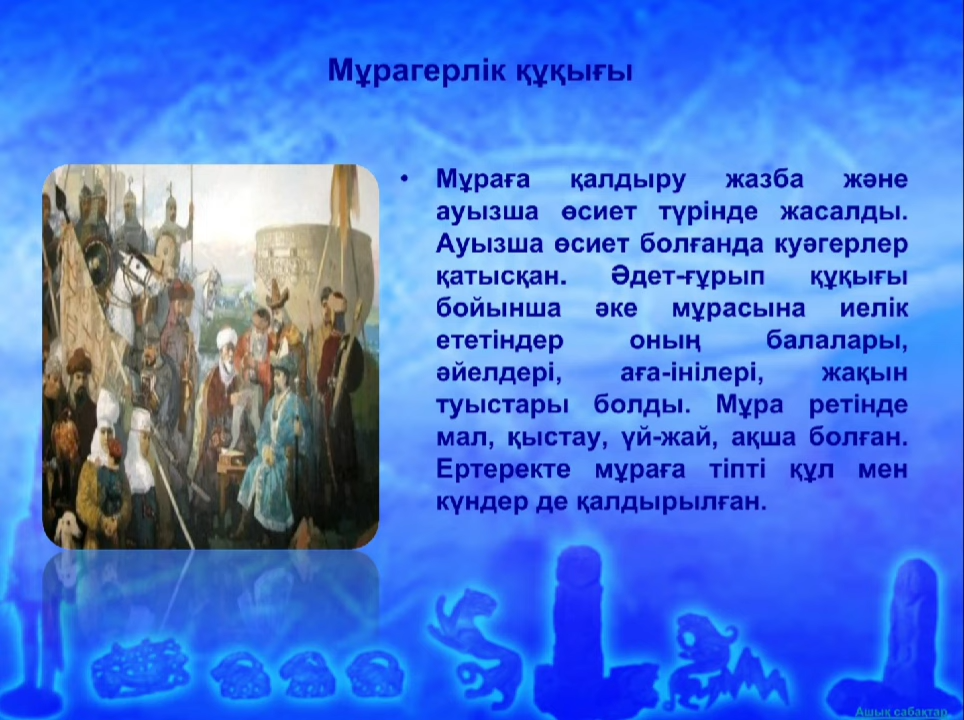 Мұрагерлік құқығы
• Мұраға қалдыру жазба және
ауызша өсиет түрінде жасалды.
Ауызша өсиет болғанда куәгерлер
қатысқан. Әдет-ғұрып құқығы
бойынша әке мұрасына иелік
ететіндер оның балалары,
әйелдері, аға-інілері, жақын
туыстары болды. Мұра ретінде
мал, қыстау, үй-жай, ақша болған.
Ертеректе мұраға тіпті құл мен
күндер де қалдырылған.
Ашық сабақтар